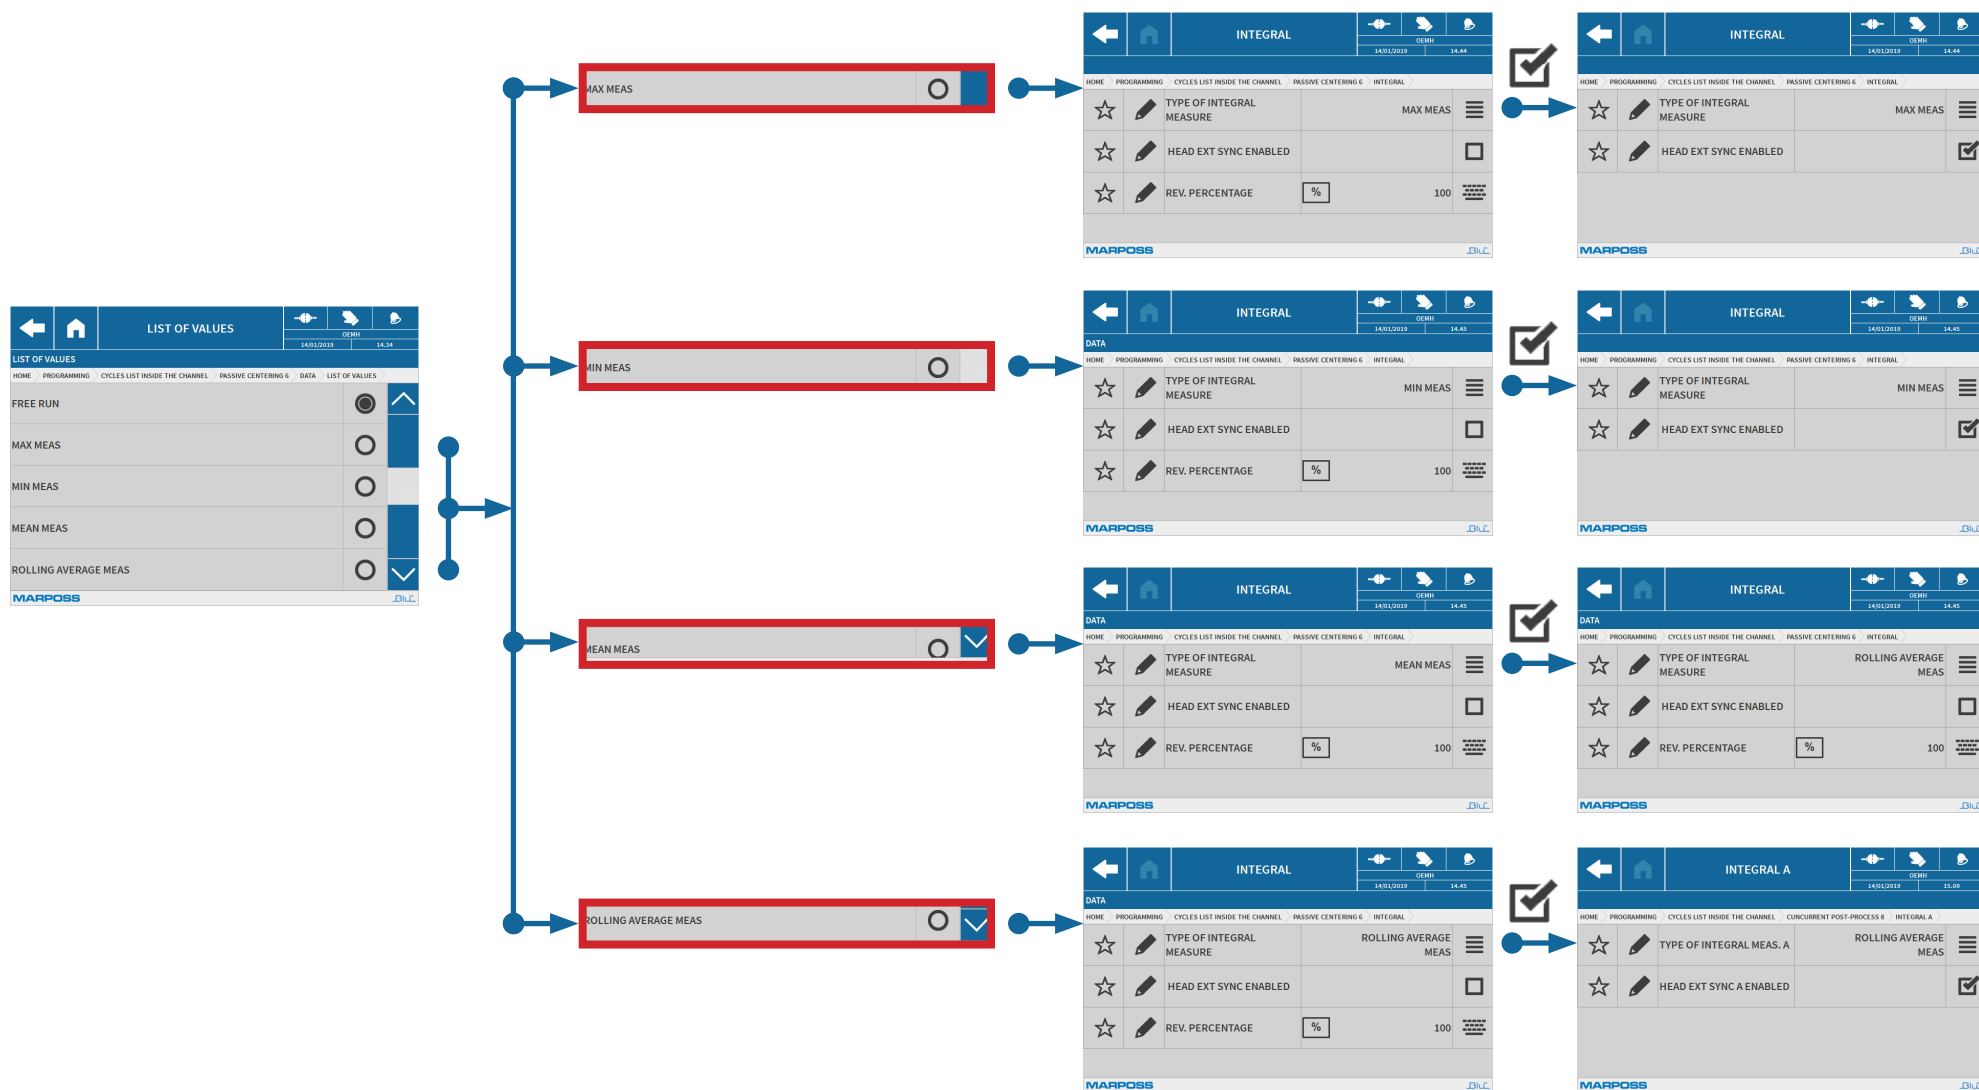 LIST OF VALUES
OEMH
14/01/2019 14.34
LIST OF VALUES
HOME PROGRAMMING CYCLES LIST INSIDE THE CHANNEL PASSIVE CENTERING 6 DATA LIST OF VALUES
FREE RUN
MAX MEAS
MIN MEAS
MEAN MEAS
ROLLING AVERAGE MEAS
MARPOSS BLÚ
MAX MEAS
INTEGRAL
OEMH
14/01/2019 14.44
HOME PROGRAMMING CYCLES LIST INSIDE THE CHANNEL PASSIVE CENTERING 6 INTEGRAL
TYPE OF INTEGRAL
MEASURE
MAX MEAS
HEAD EXT SYNC ENABLED
REV. PERCENTAGE % 100
MARPOSS BLÚ
INTEGRAL
OEMH
14/01/2019 14.44
HOME PROGRAMMING CYCLES LIST INSIDE THE CHANNEL PASSIVE CENTERING 6 INTEGRAL
TYPE OF INTEGRAL
MEASURE
MAX MEAS
HEAD EXT SYNC ENABLED
MARPOSS
MIN MEAS
INTEGRAL
OEMH
14/01/2019 14.45
DATA
HOME PROGRAMMING CYCLES LIST INSIDE THE CHANNEL PASSIVE CENTERING 6 INTEGRAL
TYPE OF INTEGRAL
MEASURE
MIN MEAS
HEAD EXT SYNC ENABLED
REV. PERCENTAGE % 100
MARPOSS BLÚ
INTEGRAL
OEMH
14/01/2019 14.45
HOME PROGRAMMING CYCLES LIST INSIDE THE CHANNEL PASSIVE CENTERING 6 INTEGRAL
TYPE OF INTEGRAL
MEASURE
MIN MEAS
HEAD EXT SYNC ENABLED
MARPOSS
MEAN MEAS
INTEGRAL
OEMH
14/01/2019 14.45
DATA
HOME PROGRAMMING CYCLES LIST INSIDE THE CHANNEL PASSIVE CENTERING 6 INTEGRAL
TYPE OF INTEGRAL
MEASURE
MEAN MEAS
HEAD EXT SYNC ENABLED
REV. PERCENTAGE % 100
MARPOSS BLÚ
INTEGRAL
OEMH
14/01/2019 14.45
DATA
HOME PROGRAMMING CYCLES LIST INSIDE THE CHANNEL PASSIVE CENTERING 6 INTEGRAL
TYPE OF INTEGRAL
MEASURE
ROLLING AVERAGE
MEAS
HEAD EXT SYNC ENABLED
REV. PERCENTAGE % 100
MARPOSS
ROLLING AVERAGE MEAS
INTEGRAL
OEMH
14/01/2019 14.45
DATA
HOME PROGRAMMING CYCLES LIST INSIDE THE CHANNEL PASSIVE CENTERING 6 INTEGRAL
TYPE OF INTEGRAL
MEASURE
ROLLING AVERAGE
MEAS
HEAD EXT SYNC ENABLED
REV. PERCENTAGE % 100
MARPOSS BLÚ
INTEGRAL A
OEMH
14/01/2019 15.09
HOME PROGRAMMING CYCLES LIST INSIDE THE CHANNEL CUNCURRENT POST-PROCESS 8 INTEGRAL A
TYPE OF INTEGRAL MEAS. A
ROLLING AVERAGE
MEAS
HEAD EXT SYNC A ENABLED
MARPOSS